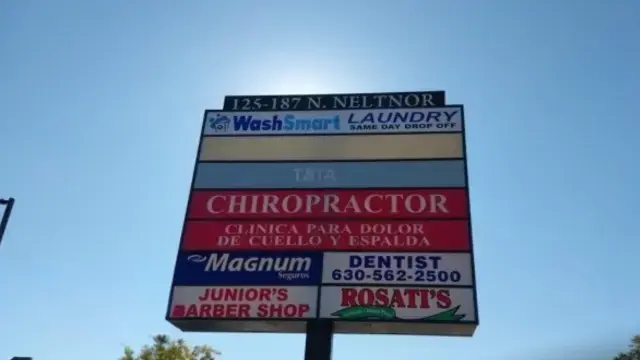 125-187 N. NELTNOR
WashSmart LAUNDRY
SAME DAY DROP OFF
TATA
CHIROPRACTOR
CLINICA PARA DOLOR
DE CUELLO Y ESPALDA
Magnum
Seguros
DENTIST
630-562-2500
JUNIOR'S
BARBER SHOP
ROSATI'S